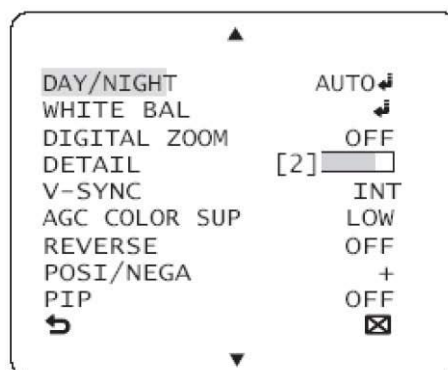 DAY/NIGHT AUTO
WHITE BAL
DIGITAL ZOOM OFF
DETAIL [2]
V-SYNC INT
AGC COLOR SUP LOW
REVERSE OFF
POSI/NEGA +
PIP OFF